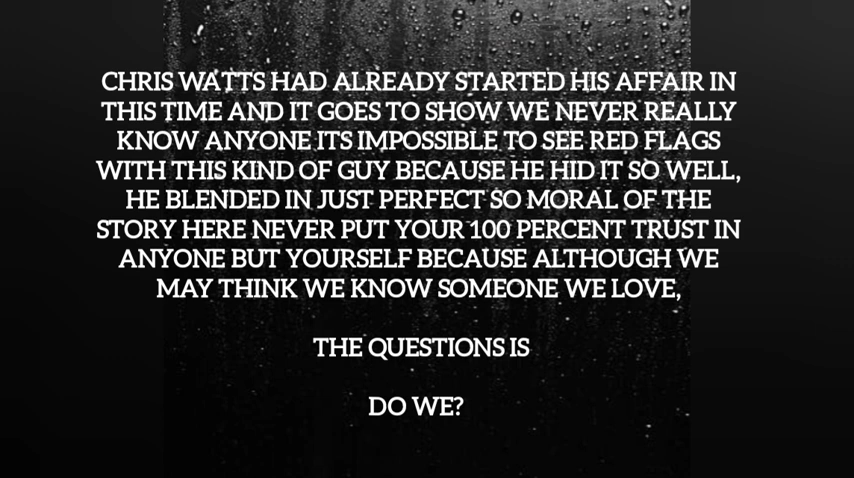 CHRIS WATTS HAD ALREADY STARTED HIS AFFAIR IN
THIS TIME AND IT GOES TO SHOW WE NEVER REALLY
KNOW ANYONE ITS IMPOSSIBLE TO SEE RED FLAGS
WITH THIS KIND OF GUY BECAUSE HE HID IT SO WELL,
HE BLENDED IN JUST PERFECT SO MORAL OF THE
STORY HERE NEVER PUT YOUR 100 PERCENT TRUST IN
ANYONE BUT YOURSELF BECAUSE ALTHOUGH WE
MAY THINK WE KNOW SOMEONE WE LOVE,
THE QUESTIONS IS
DO WE?